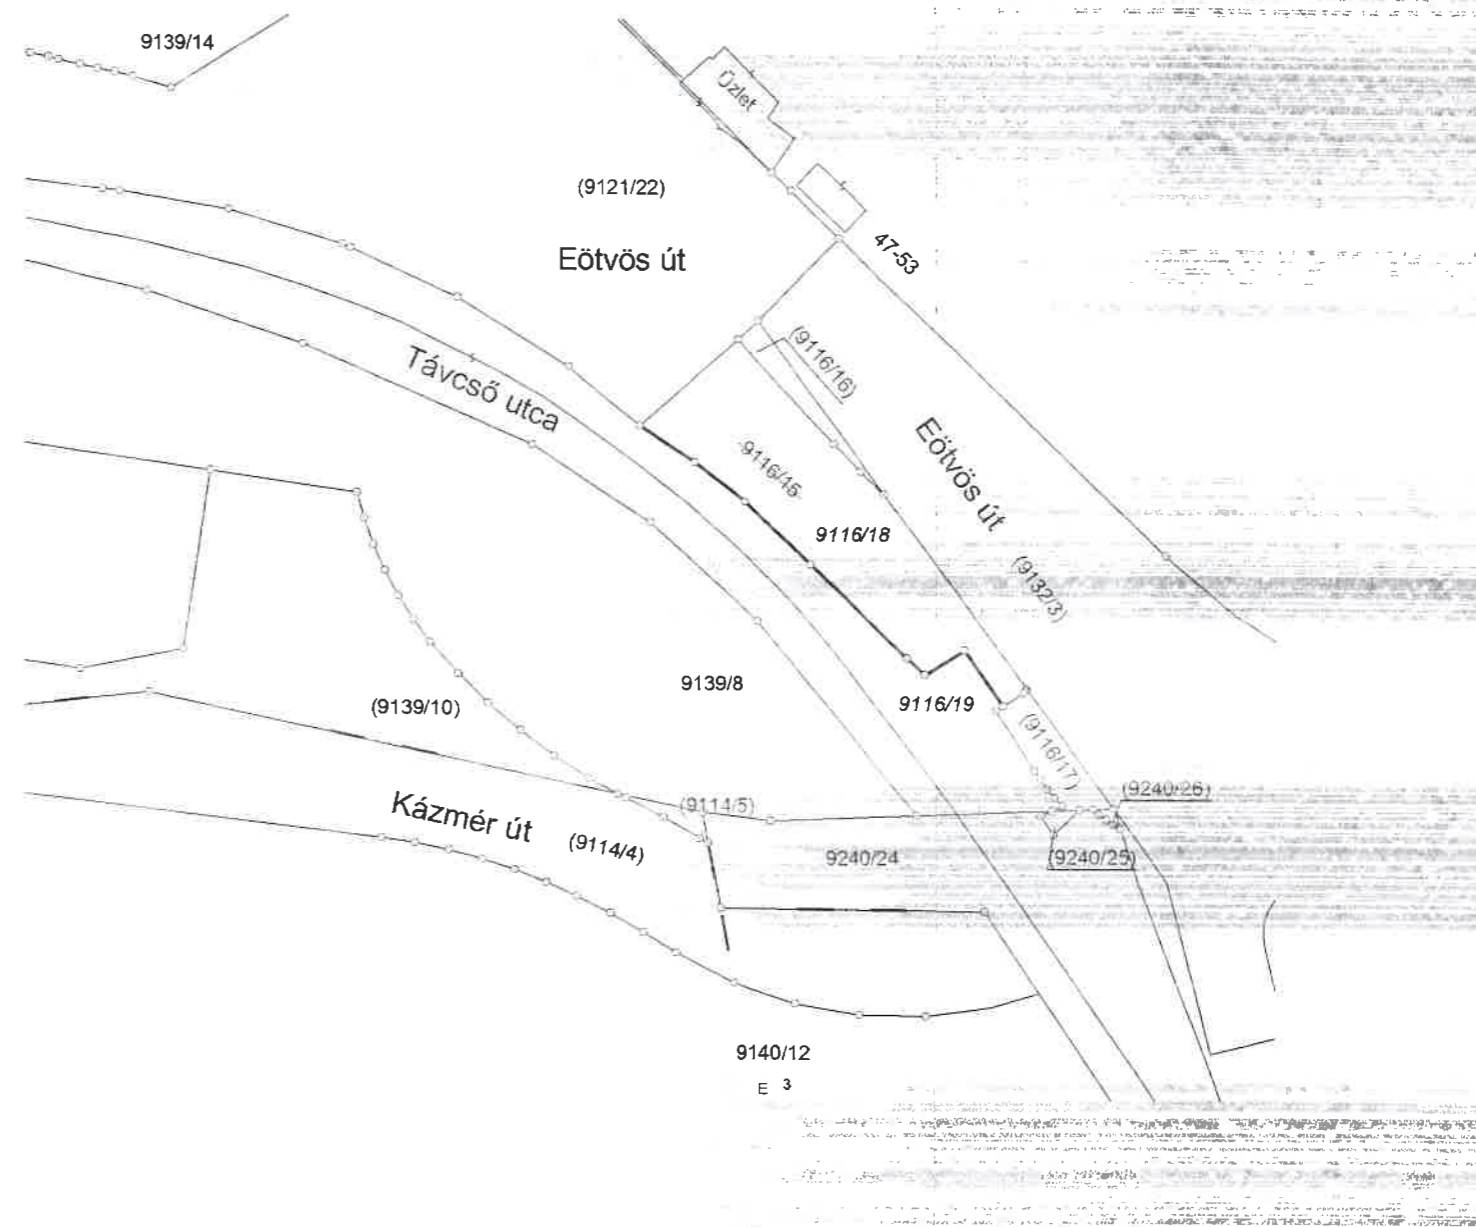 9139/14
Üzlet
(9121/22)
47-53
Eötvös út
(9116/16)
Távcső utca
Eötvös út
9116/15
9116/18
(9132/3)
9139/8
(9139/10)
9116/19
(9116/17)
(9240/26)
(9114/5)
Kázmér út
(9114/4)
9240/24
(9240/25)
9140/12
E 3